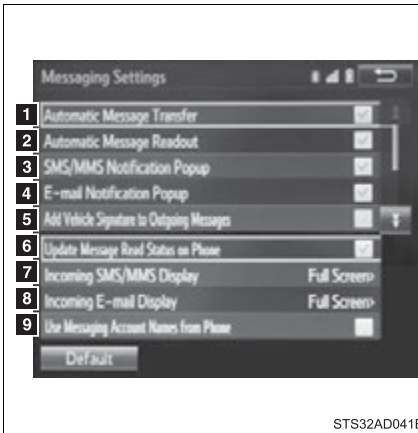 Messaging Settings
1 Automatic Message Transfer
2 Automatic Message Readout
3 SMS/MMS Notification Popup
4 E-mail Notification Popup
5 Add Vehicle Signature to Outgoing Messages
6 Update Message Read Status on Phone
7 Incoming SMS/MMS Display Full Screen
8 Incoming E-mail Display Full Screen
9 Use Messaging Account Names from Phone
Default